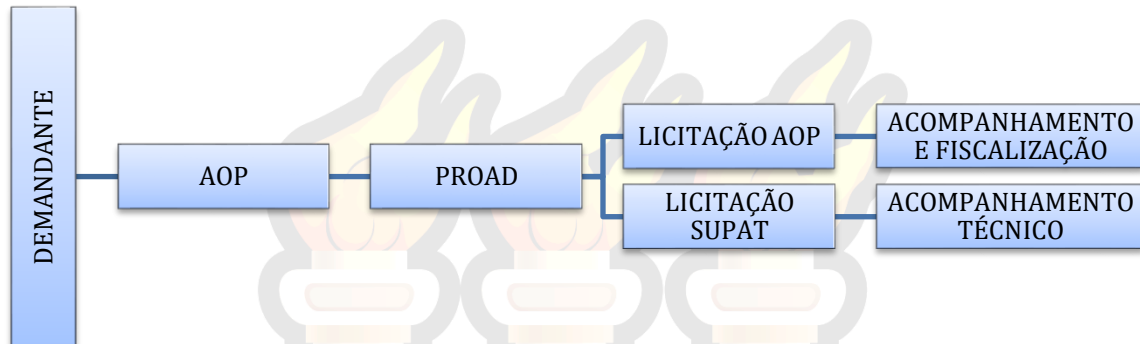 DEMANDANTE
AOP
PROAD
LICITAÇÃO AOP
ACOMPANHAMENTO
E FISCALIZAÇÃO
LICITAÇÃO
SUPAT
ACOMPANHAMENTO
TÉCNICO